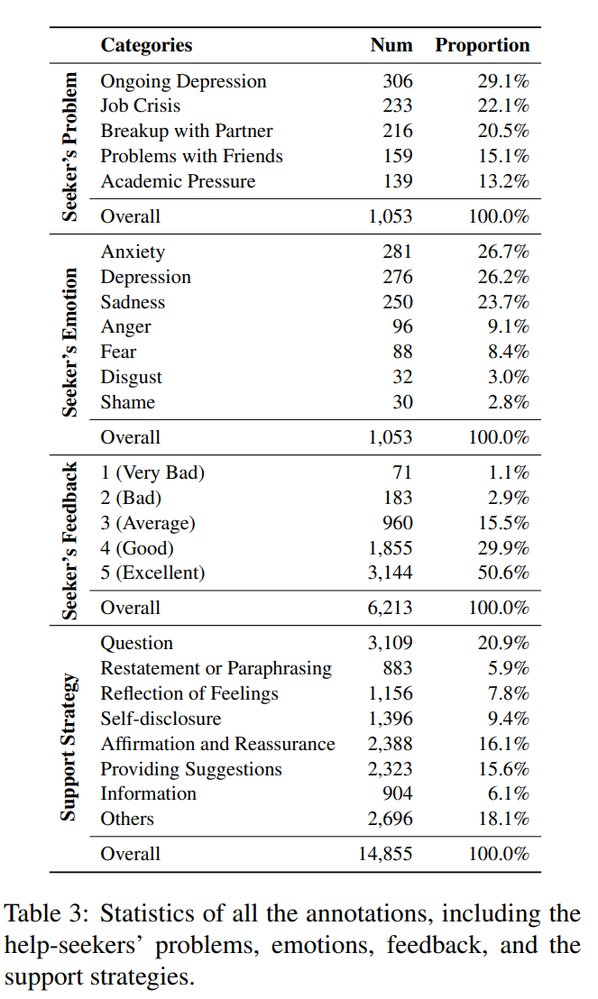 Categories Num Proportion
Seeker's Problem
Ongoing Depression 306 29.1%
Job Crisis 233 22.1%
Breakup with Partner 216 20.5%
Problems with Friends 159 15.1%
Academic Pressure 139 13.2%
Overall 1,053 100.0%
Seeker's Emotion
Anxiety 281 26.7%
Depression 276 26.2%
Sadness 250 23.7%
Anger 96 9.1%
Fear 88 8.4%
Disgust 32 3.0%
Shame 30 2.8%
Overall 1,053 100.0%
Seeker's Feedback
1 (Very Bad) 71 1.1%
2 (Bad) 183 2.9%
3 (Average) 960 15.5%
4 (Good) 1,855 29.9%
5 (Excellent) 3,144 50.6%
Overall 6,213 100.0%
Support Strategy
Question 3,109 20.9%
Restatement or Paraphrasing 883 5.9%
Reflection of Feelings 1,156 7.8%
Self-disclosure 1,396 9.4%
Affirmation and Reassurance 2,388 16.1%
Providing Suggestions 2,323 15.6%
Information 904 6.1%
Others 2,696 18.1%
Overall 14,855 100.0%
Table 3: Statistics of all the annotations, including the
help-seekers' problems, emotions, feedback, and the
support strategies.